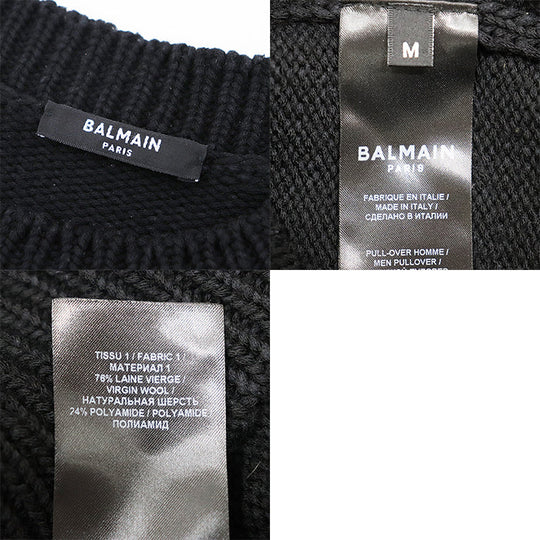 BALMAIN
PARIS
M
BALMAIN
PARIS
FABRIQUE EN ITALIE /
MADE IN ITALY /
СДЕЛАНО В ИТАЛИИ
PULL-OVER HOMME /
MEN PULLOVER /
TISSU 1 / FABRIC 1 /
МАТЕРИАЛ 1
76% LAINE VIERGE /
VIRGIN WOOL /
НАТУРАЛЬНАЯ ШЕРСТЬ
24% POLYAMIDE / POLYAMIDE /
ПОЛИАМИД